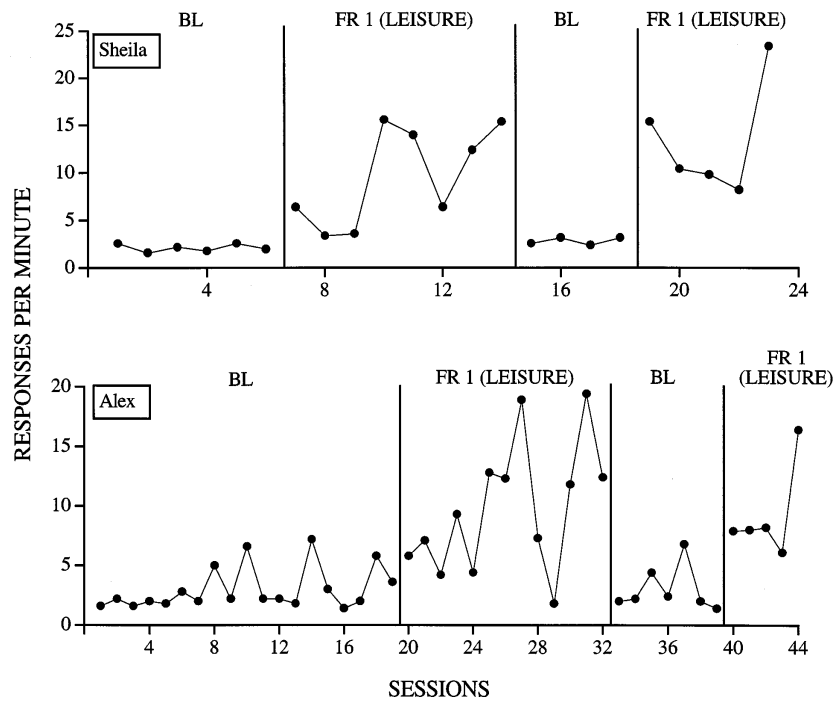 BL FR 1 (LEISURE) BL FR 1 (LEISURE)
25
Sheila
20
15
10
5
0
4 8 12 16 20 24
RESPONSES PER MINUTE
FR 1
BL FR 1 (LEISURE) BL (LEISURE)
20
Alex
15
10
5
0
4 8 12 16 20 24 28 32 36 40 44
SESSIONS